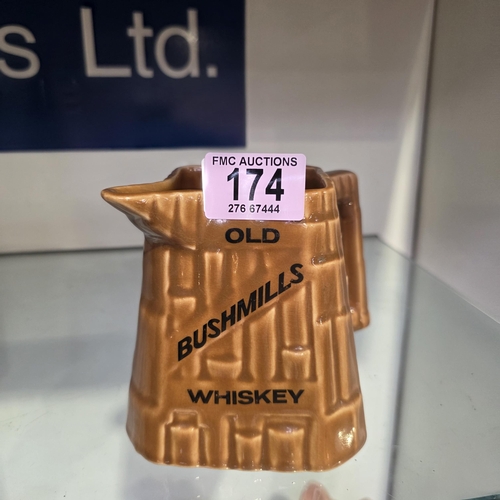 s Ltd.
FMC AUCTIONS
174
276 67444
OLD
BUSHMILLS
WHISKEY